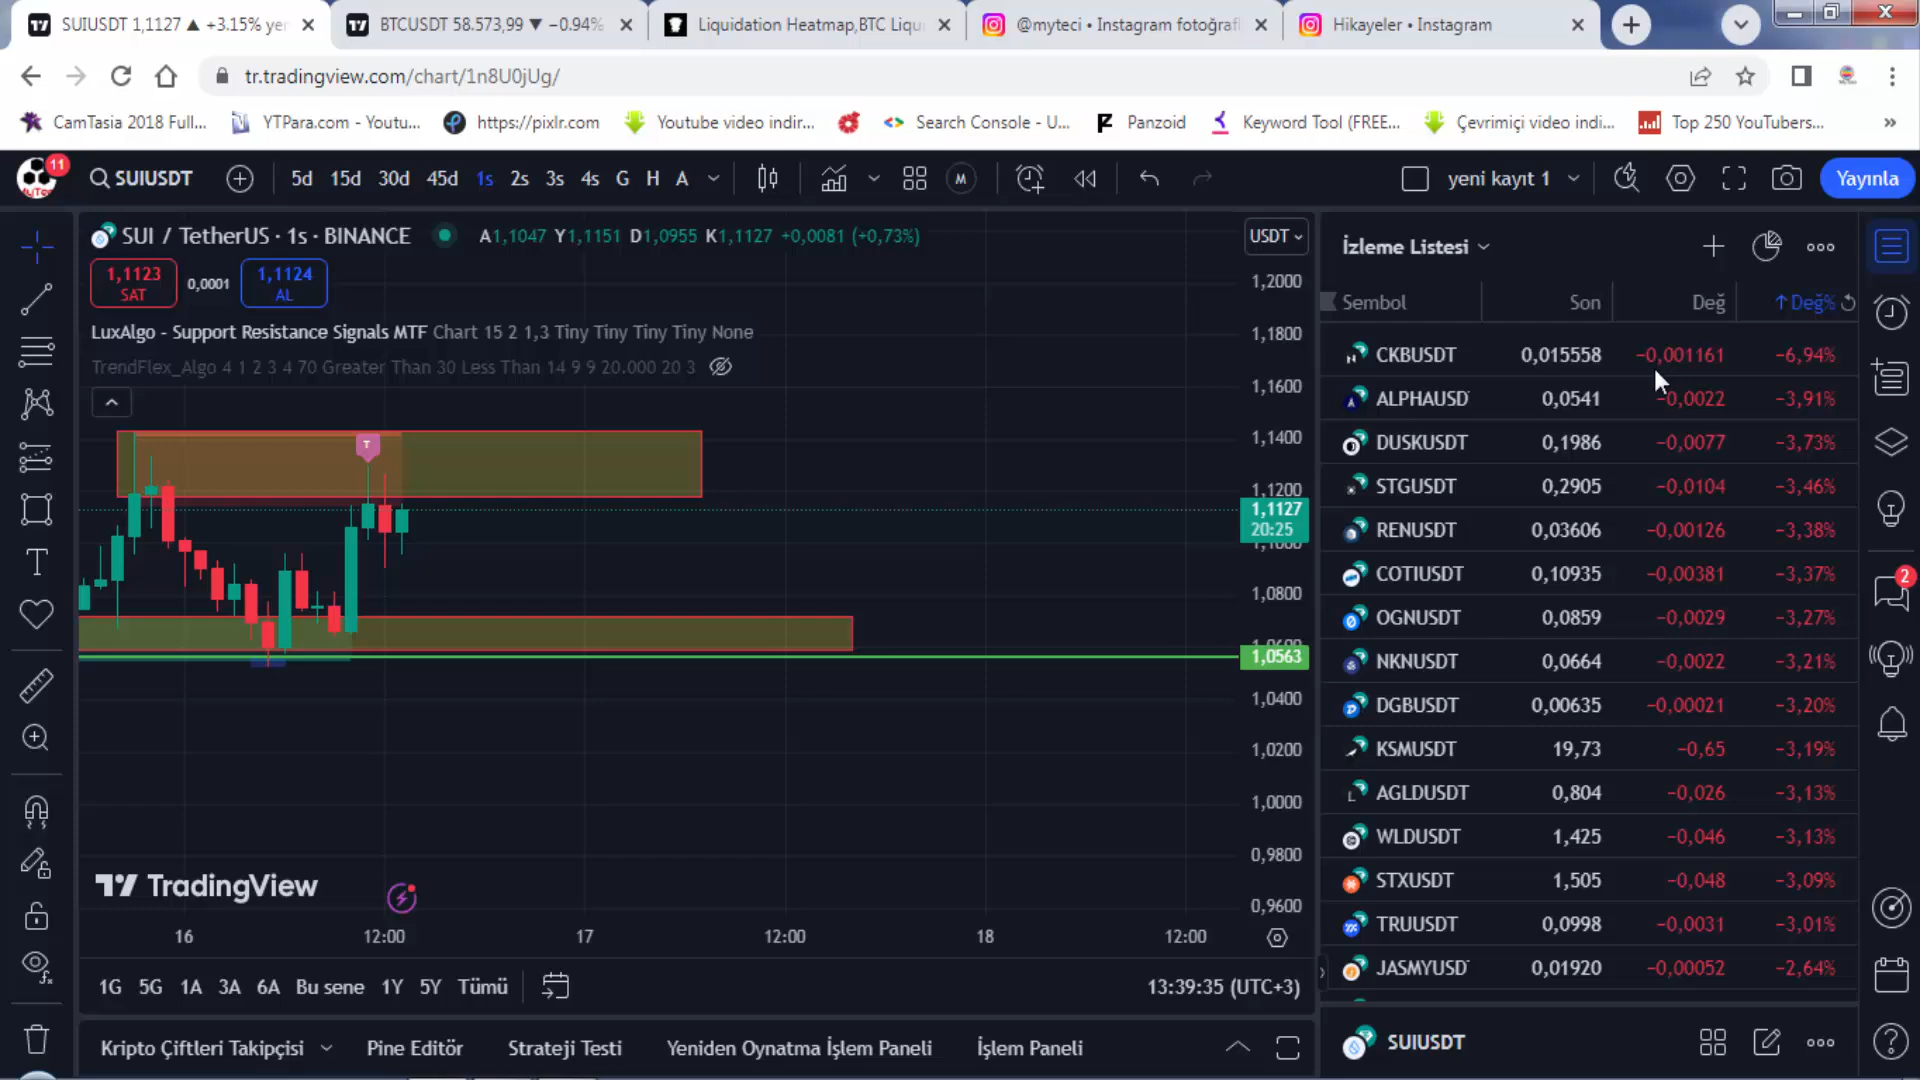 SUIUSDT 1,1127 ▲ +3.15% yer
BTCUSDT 58.573,99 ▼ −0.94%
Liquidation Heatmap,BTC Liqu
@myteci • Instagram fotoğrafl
Hikayeler • Instagram
tr.tradingview.com/chart/1n8U0jUg/
CamTasia 2018 Full...
YTPara.com - Youtu...
https://pixlr.com
Youtube video indir...
Search Console - U...
Panzoid
Keyword Tool (FREE...
Çevrimiçi video indi...
Top 250 YouTubers...
»
11
SUIUSDT
5d 15d 30d 45d 1s 2s 3s 4s G H A
M
yeni kayıt 1
Yayınla
SUI / TetherUS · 1s · BINANCE
A1,1047 Y1,1151 D1,0955 K1,1127 +0,0081 (+0,73%)
USDT
1,1123
SAT
0,0001
1,1124
AL
LuxAlgo - Support Resistance Signals MTF Chart 15 2 1,3 Tiny Tiny Tiny Tiny None
TrendFlex_Algo 4 1 2 3 4 70 Greater Than 30 Less Than 14 9 9 20.000 20 3
T
1,2000
1,1800
1,1600
1,1400
1,1200
1,1127
20:25
1,0800
1,0563
1,0400
1,0200
1,0000
0,9800
0,9600
TradingView
16 12:00 17 12:00 18 12:00
1G 5G 1A 3A 6A Bu sene 1Y 5Y Tümü
13:39:35 (UTC+3)
Kripto Çiftleri Takipçisi
Pine Editör
Strateji Testi
Yeniden Oynatma İşlem Paneli
İşlem Paneli
İzleme Listesi
Sembol Son Değ ↑ Değ%
CKBUSDT 0,015558 −0,001161 −6,94%
ALPHAUSD 0,0541 −0,0022 −3,91%
DUSKUSDT 0,1986 −0,0077 −3,73%
STGUSDT 0,2905 −0,0104 −3,46%
RENUSDT 0,03606 −0,00126 −3,38%
COTIUSDT 0,10935 −0,00381 −3,37%
OGNUSDT 0,0859 −0,0029 −3,27%
NKNUSDT 0,0664 −0,0022 −3,21%
DGBUSDT 0,00635 −0,00021 −3,20%
KSMUSDT 19,73 −0,65 −3,19%
AGLDUSDT 0,804 −0,026 −3,13%
WLDUSDT 1,425 −0,046 −3,13%
STXUSDT 1,505 −0,048 −3,09%
TRUUSDT 0,0998 −0,0031 −3,01%
JASMYUSD 0,01920 −0,00052 −2,64%
SUIUSDT
2